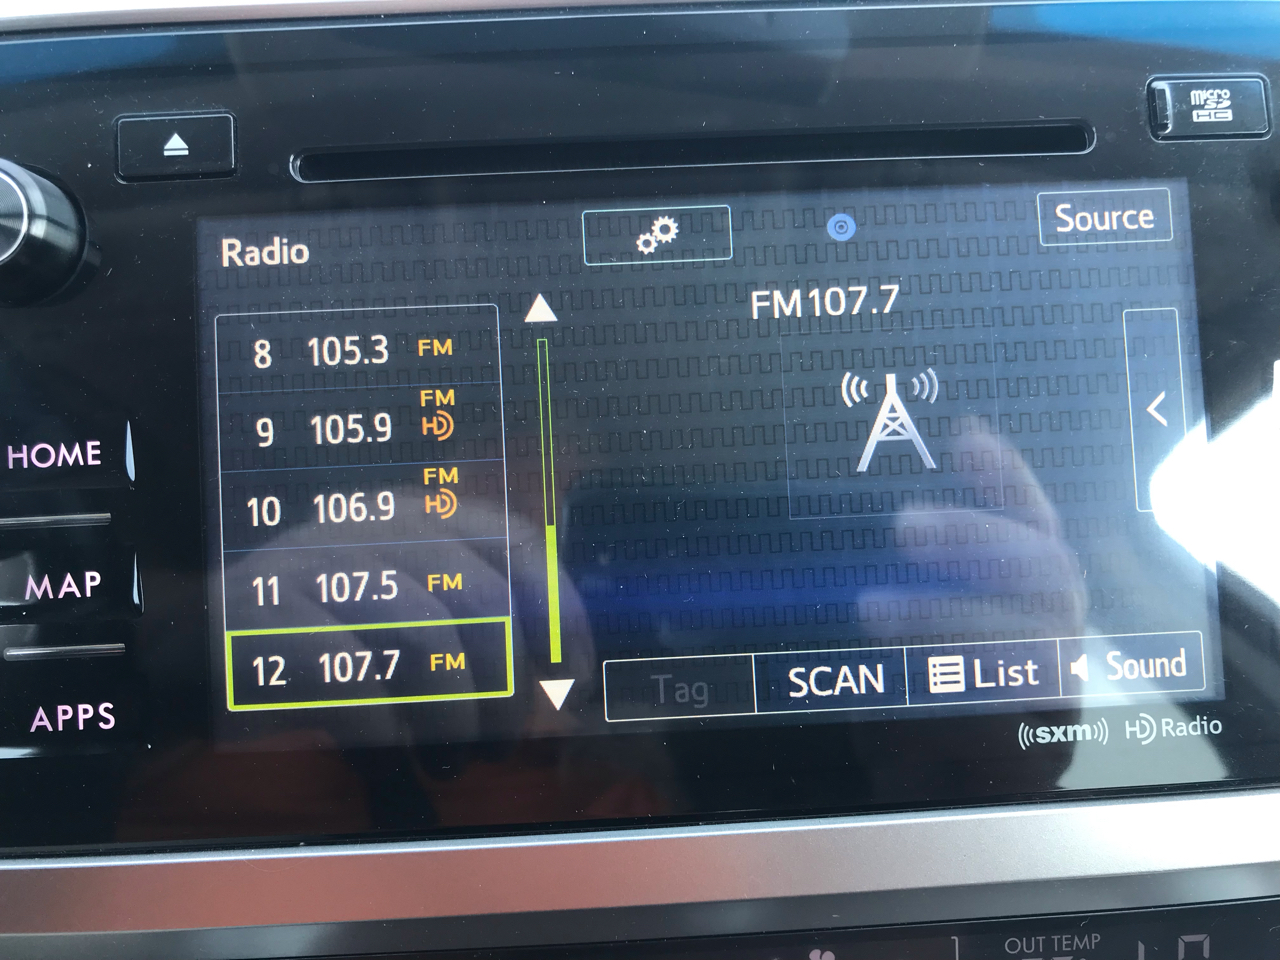 micro SD HC
Radio
Source
FM107.7
8 105.3 FM
9 105.9 FM HD
10 106.9 FM HD
11 107.5 FM
12 107.7 FM
HOME
MAP
APPS
Tag
SCAN
List
Sound
((sxm)) HD Radio
OUT TEMP